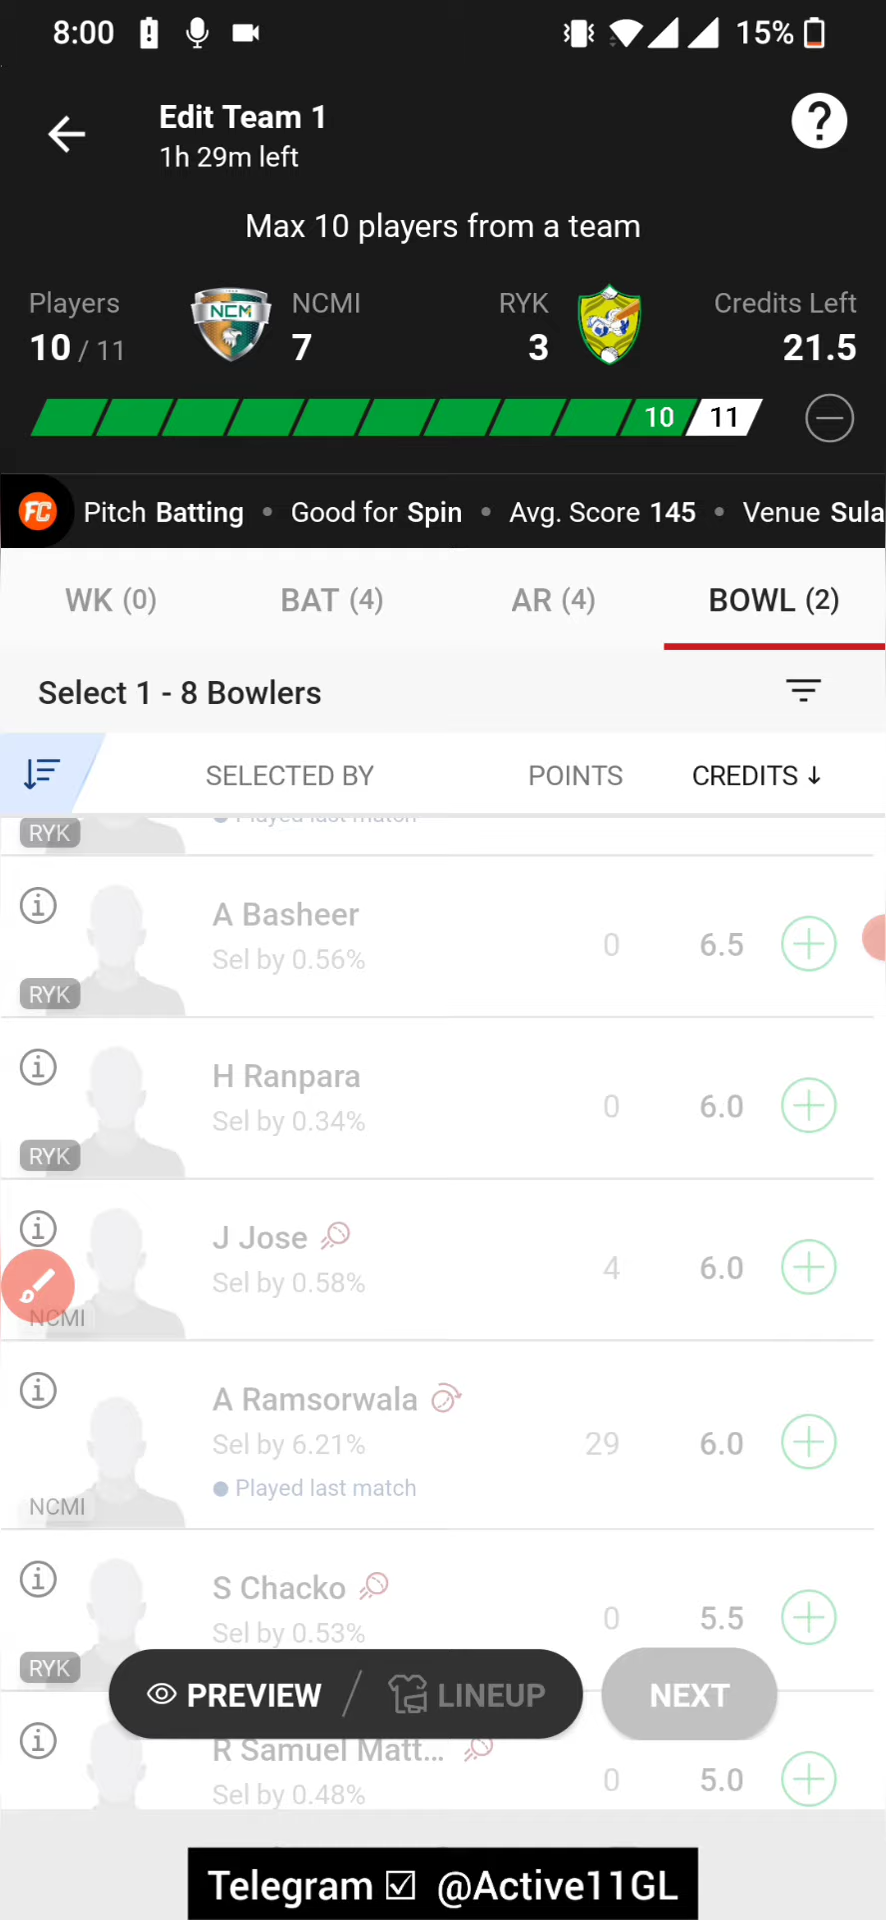 8:00 15%
Edit Team 1
1h 29m left
?
Max 10 players from a team
Players NCMI RYK Credits Left
NCM
10 / 11 7 3 21.5
10 11
FC Pitch Batting • Good for Spin • Avg. Score 145 • Venue Sula
WK (0) BAT (4) AR (4) BOWL (2)
Select 1 - 8 Bowlers
SELECTED BY POINTS CREDITS ↓
Played last match
RYK
A Basheer
Sel by 0.56% 0 6.5
RYK
H Ranpara
Sel by 0.34% 0 6.0
RYK
J Jose
Sel by 0.58% 4 6.0
NCMI
A Ramsorwala
Sel by 6.21% 29 6.0
Played last match
NCMI
S Chacko
Sel by 0.53% 0 5.5
RYK
PREVIEW / LINEUP NEXT
R Samuel Matt...
Sel by 0.48% 0 5.0
Telegram ☑ @Active11GL